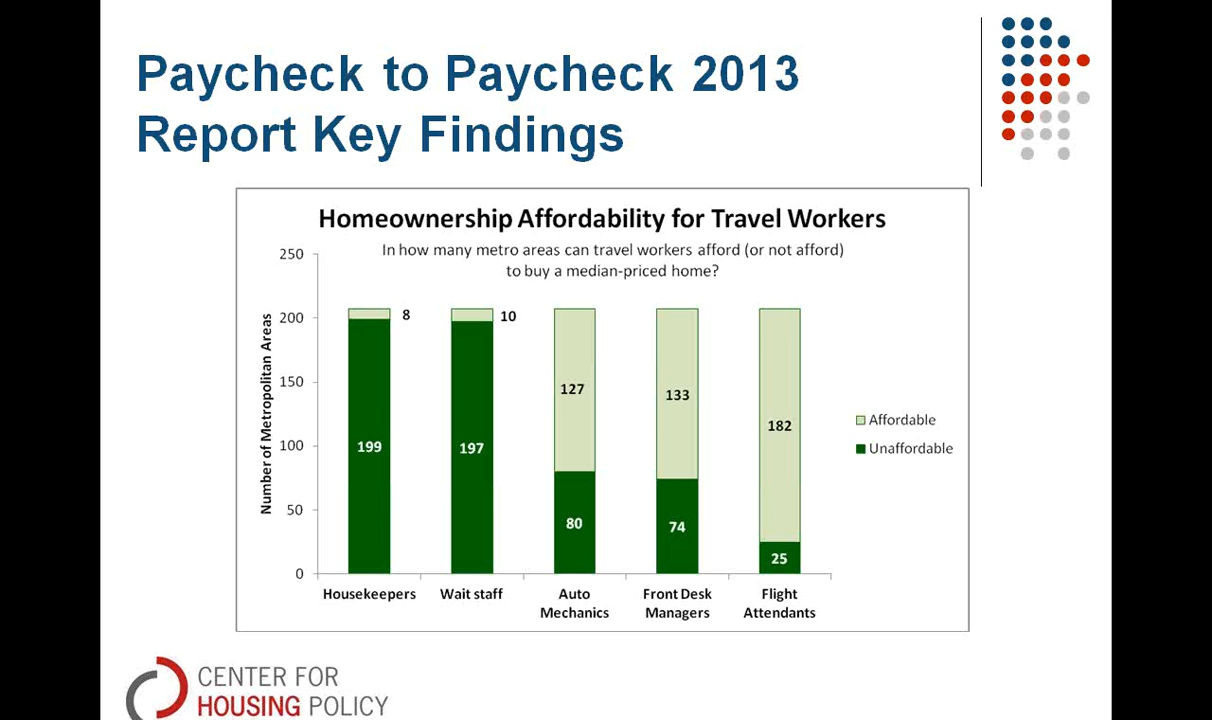 Paycheck to Paycheck 2013
Report Key Findings
Homeownership Affordability for Travel Workers
In how many metro areas can travel workers afford (or not afford)
to buy a median-priced home?
Number of Metropolitan Areas
250
200
150
100
50
0
8
199
10
197
127
80
133
74
182
25
Housekeepers
Wait staff
Auto
Mechanics
Front Desk
Managers
Flight
Attendants
Affordable
Unaffordable
CENTER FOR
HOUSING POLICY